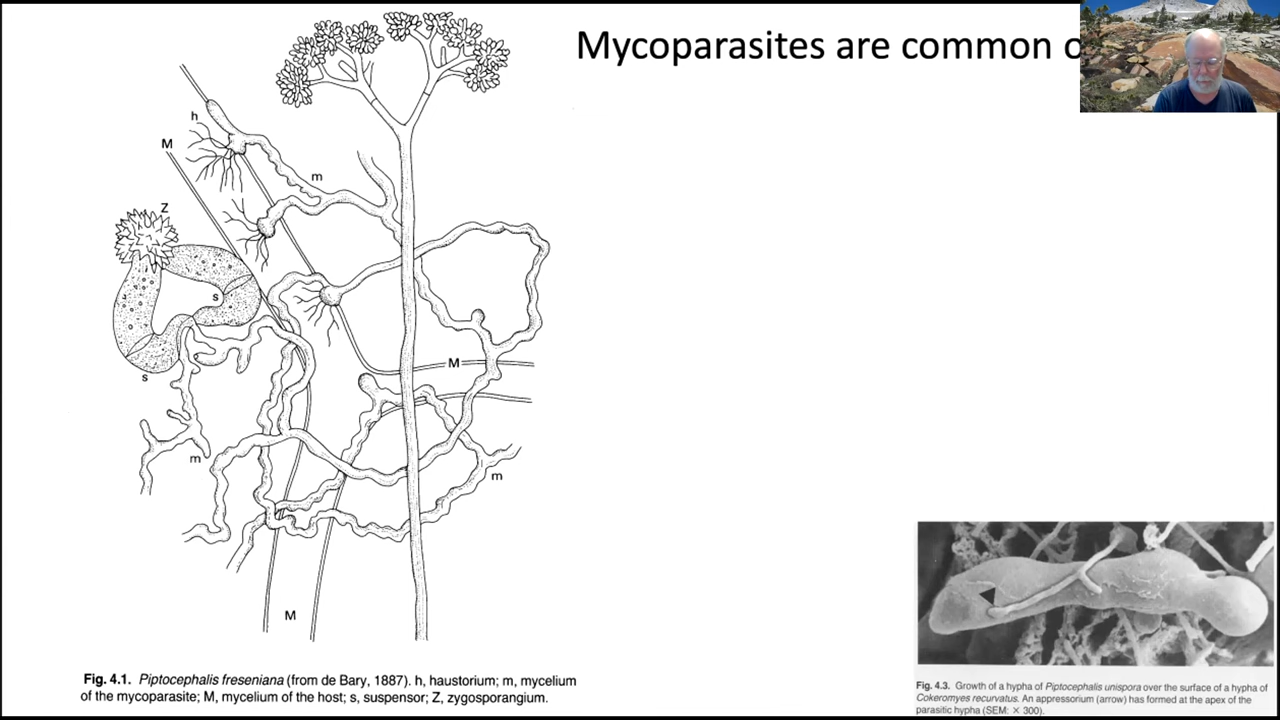 Mycoparasites are common
h
M
m
Z
s
M
s
m
m
M
Fig. 4.1. Piptocephalis freseniana (from de Bary, 1887). h, haustorium; m, mycelium
of the mycoparasite; M, mycelium of the host; s, suspensor; Z, zygosporangium.
Fig. 4.3. Growth of a hypha of Piptocephalis unispora over the surface of a hypha of
Cokeromyes recurvatus. An appressorium (arrow) has formed at the apex of the
parasitic hypha (SEM: × 300).